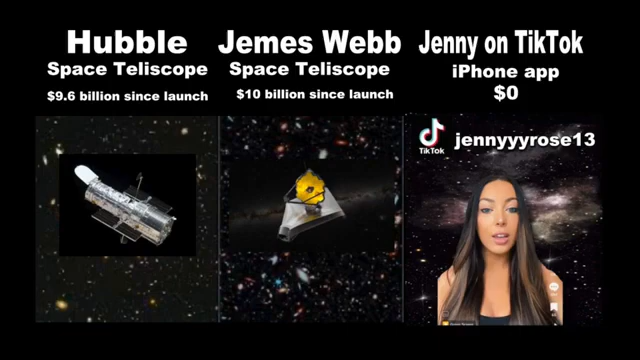 Hubble
Space Teliscope
$9.6 billion since launch
Jemes Webb
Space Teliscope
$10 billion since launch
Jenny on TikTok
iPhone app
$0
TikTok
jennyyyrose13